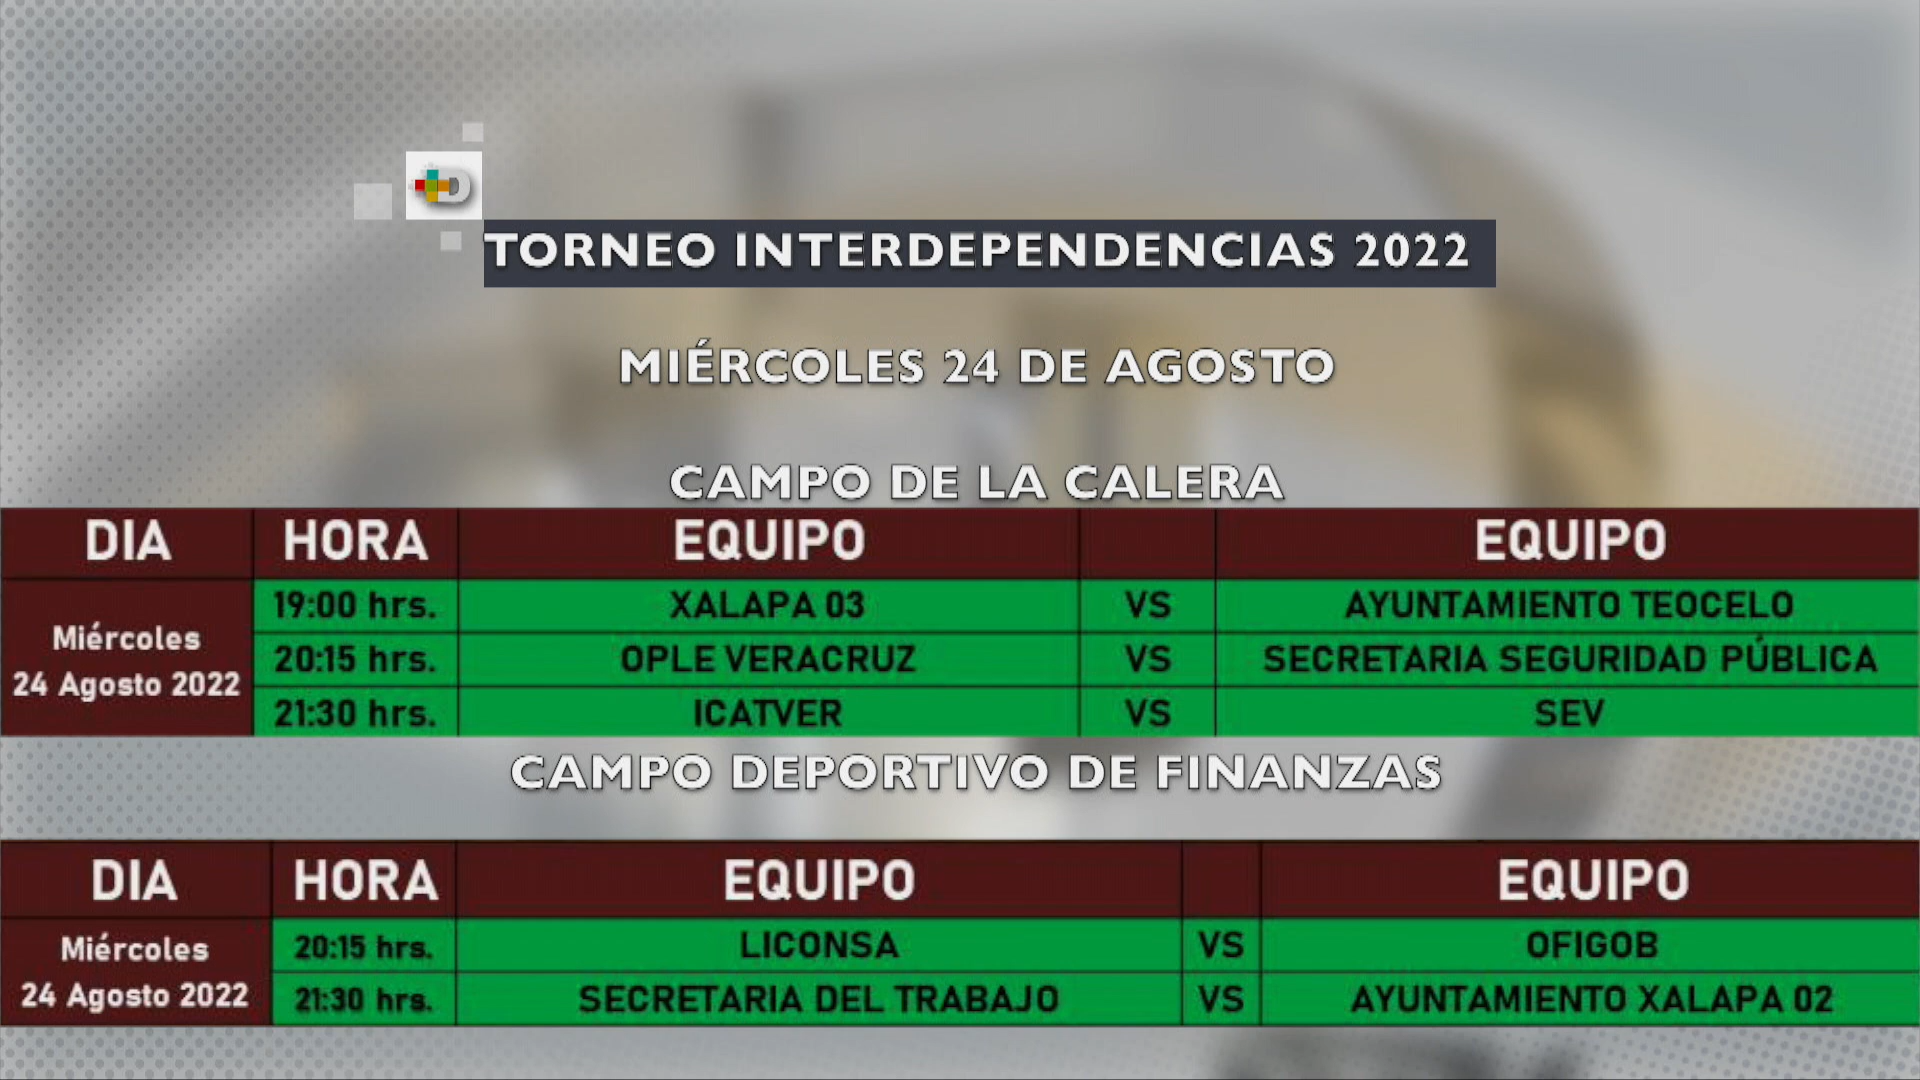 TORNEO INTERDEPENDENCIAS 2022
MIÉRCOLES 24 DE AGOSTO
CAMPO DE LA CALERA
DIA HORA EQUIPO EQUIPO
Miércoles
24 Agosto 2022
19:00 hrs. XALAPA 03 VS AYUNTAMIENTO TEOCELO
20:15 hrs. OPLE VERACRUZ VS SECRETARIA SEGURIDAD PÚBLICA
21:30 hrs. ICATVER VS SEV
CAMPO DEPORTIVO DE FINANZAS
DIA HORA EQUIPO EQUIPO
Miércoles
24 Agosto 2022
20:15 hrs. LICONSA VS OFIGOB
21:30 hrs. SECRETARIA DEL TRABAJO VS AYUNTAMIENTO XALAPA 02